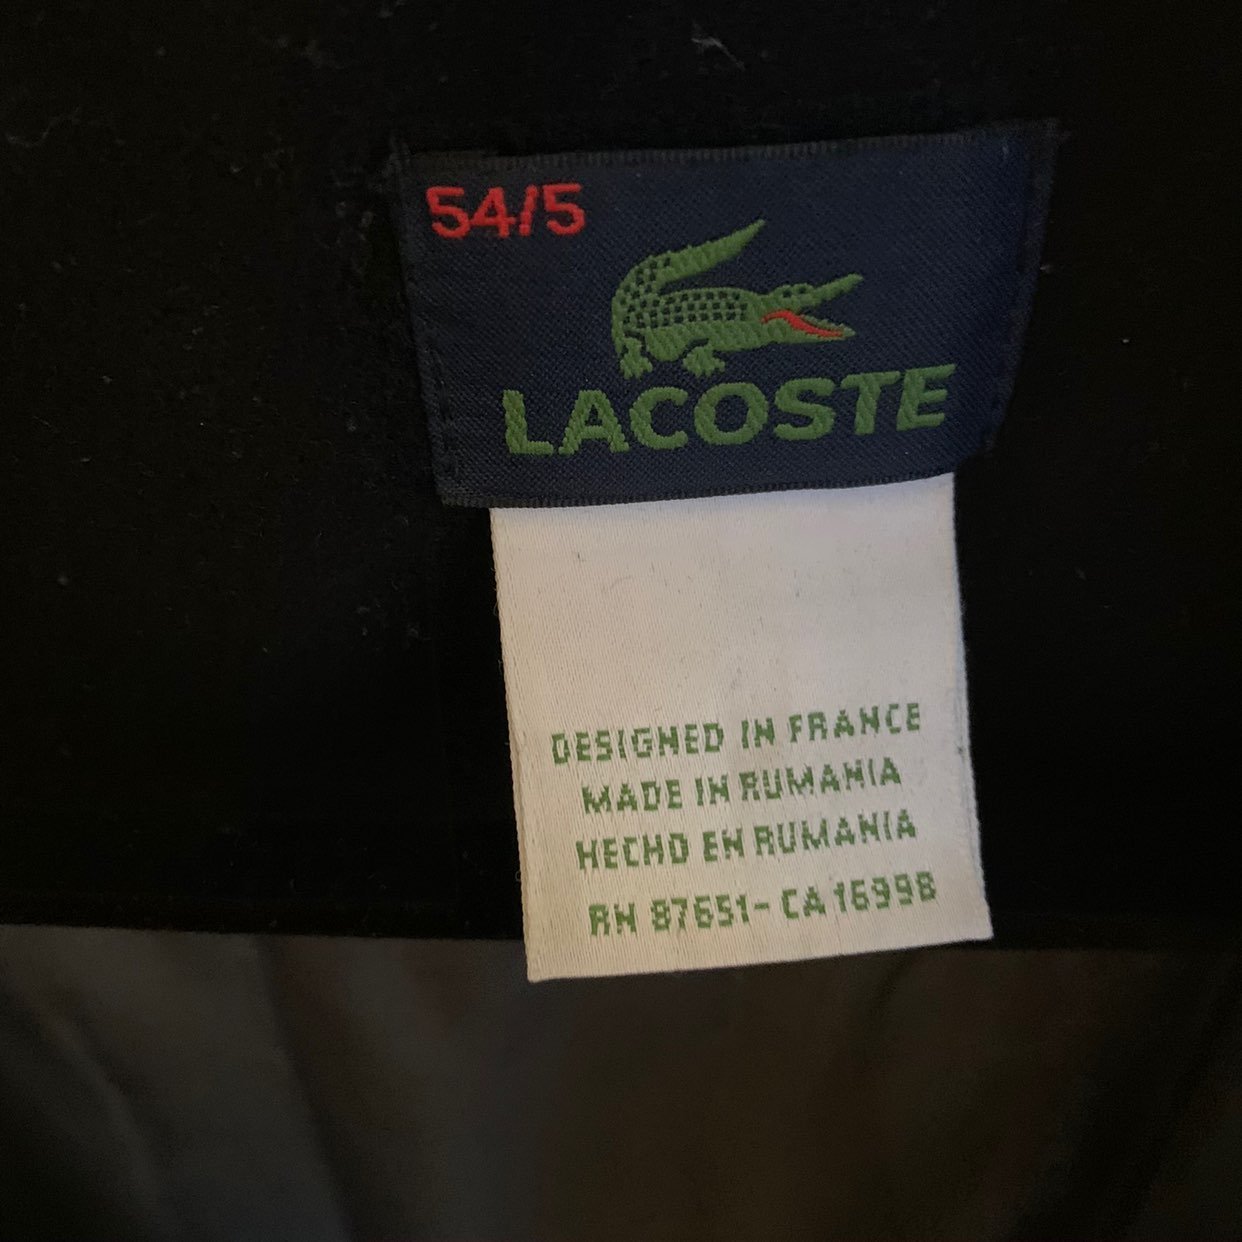 54/5
LACOSTE
DESIGNED IN FRANCE
MADE IN RUMANIA
HECHO EN RUMANIA
RN 87651-CA 16998